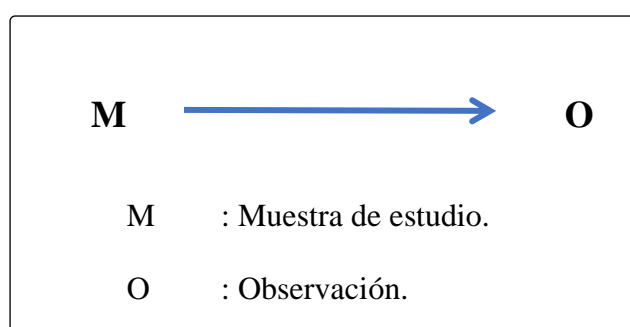 M O
M : Muestra de estudio.
O : Observación.